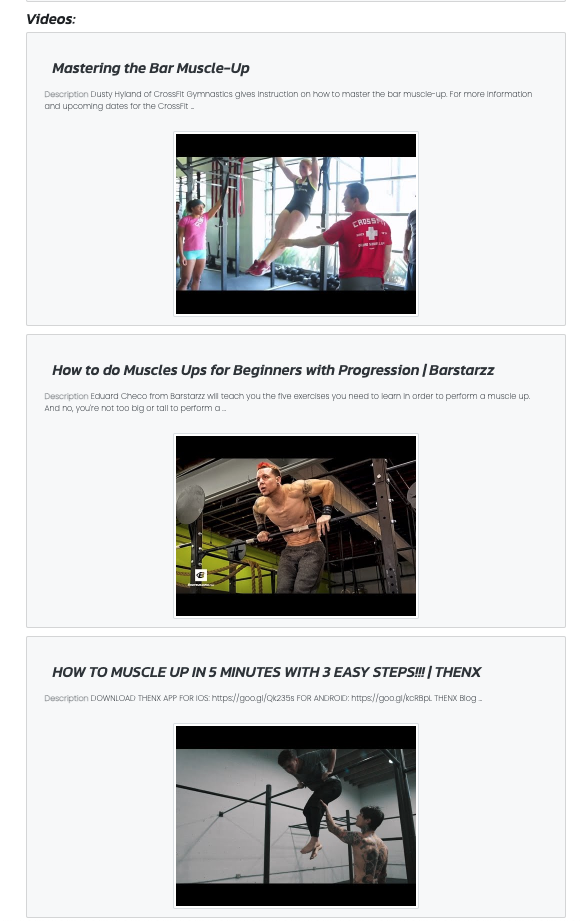 Videos:
Mastering the Bar Muscle-Up
Description Dusty Hyland of CrossFit Gymnastics gives instruction on how to master the bar muscle-up. For more information
and upcoming dates for the CrossFit ...
CROSSFIT
How to do Muscles Ups for Beginners with Progression | Barstarzz
Description Eduard Checo from Barstarzz will teach you the five exercises you need to learn in order to perform a muscle up.
And no, you're not too big or tall to perform a ...
HOW TO MUSCLE UP IN 5 MINUTES WITH 3 EASY STEPS!!! | THENX
Description DOWNLOAD THENX APP FOR IOS: https://goo.gl/Qk235s FOR ANDROID: https://goo.gl/kcRBpL THENX Blog ...